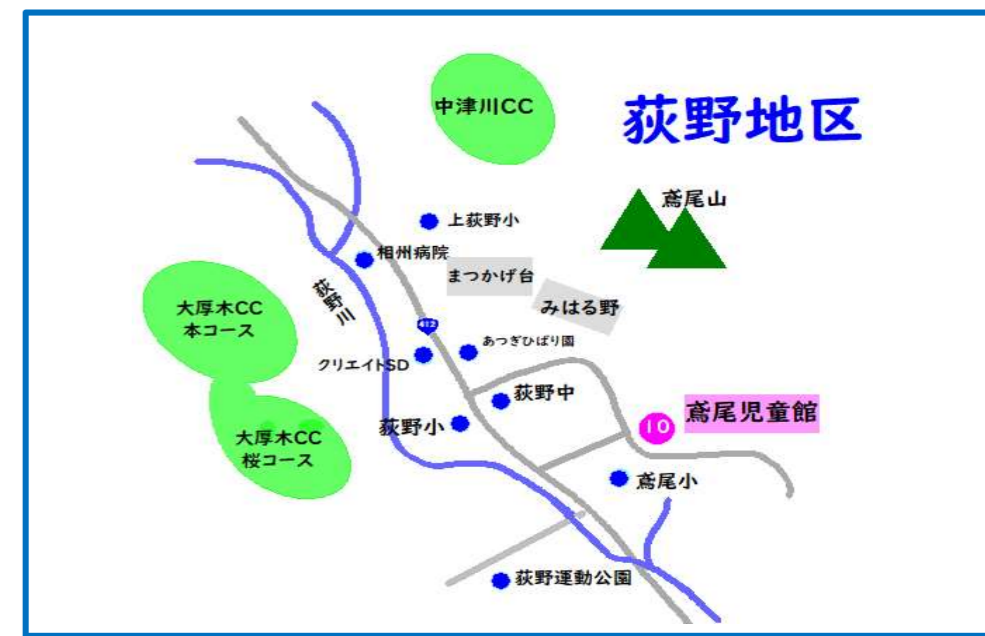 中津川CC
荻野地区
鳶尾山
上荻野小
相州病院
まつかげ台
みはる野
荻野川
大厚木CC
本コース
412
あつぎひばり園
クリエイトSD
荻野中
鳶尾児童館
10
荻野小
大厚木CC
桜コース
鳶尾小
荻野運動公園